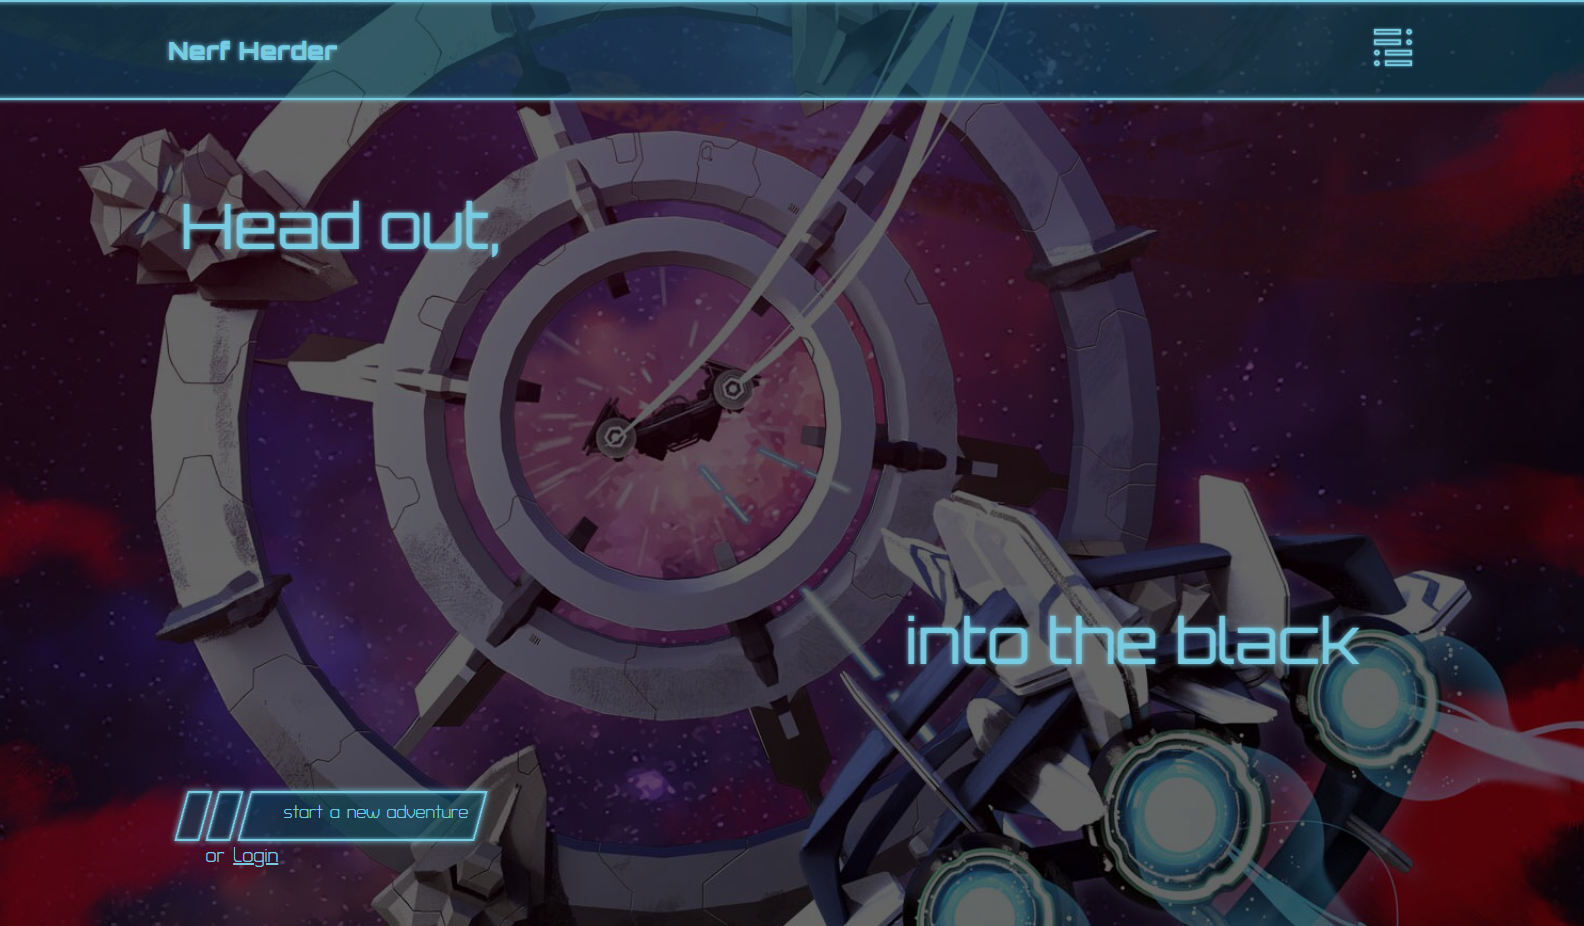 Nerf Herder
Head out,
into the black
start a new adventure
or Login